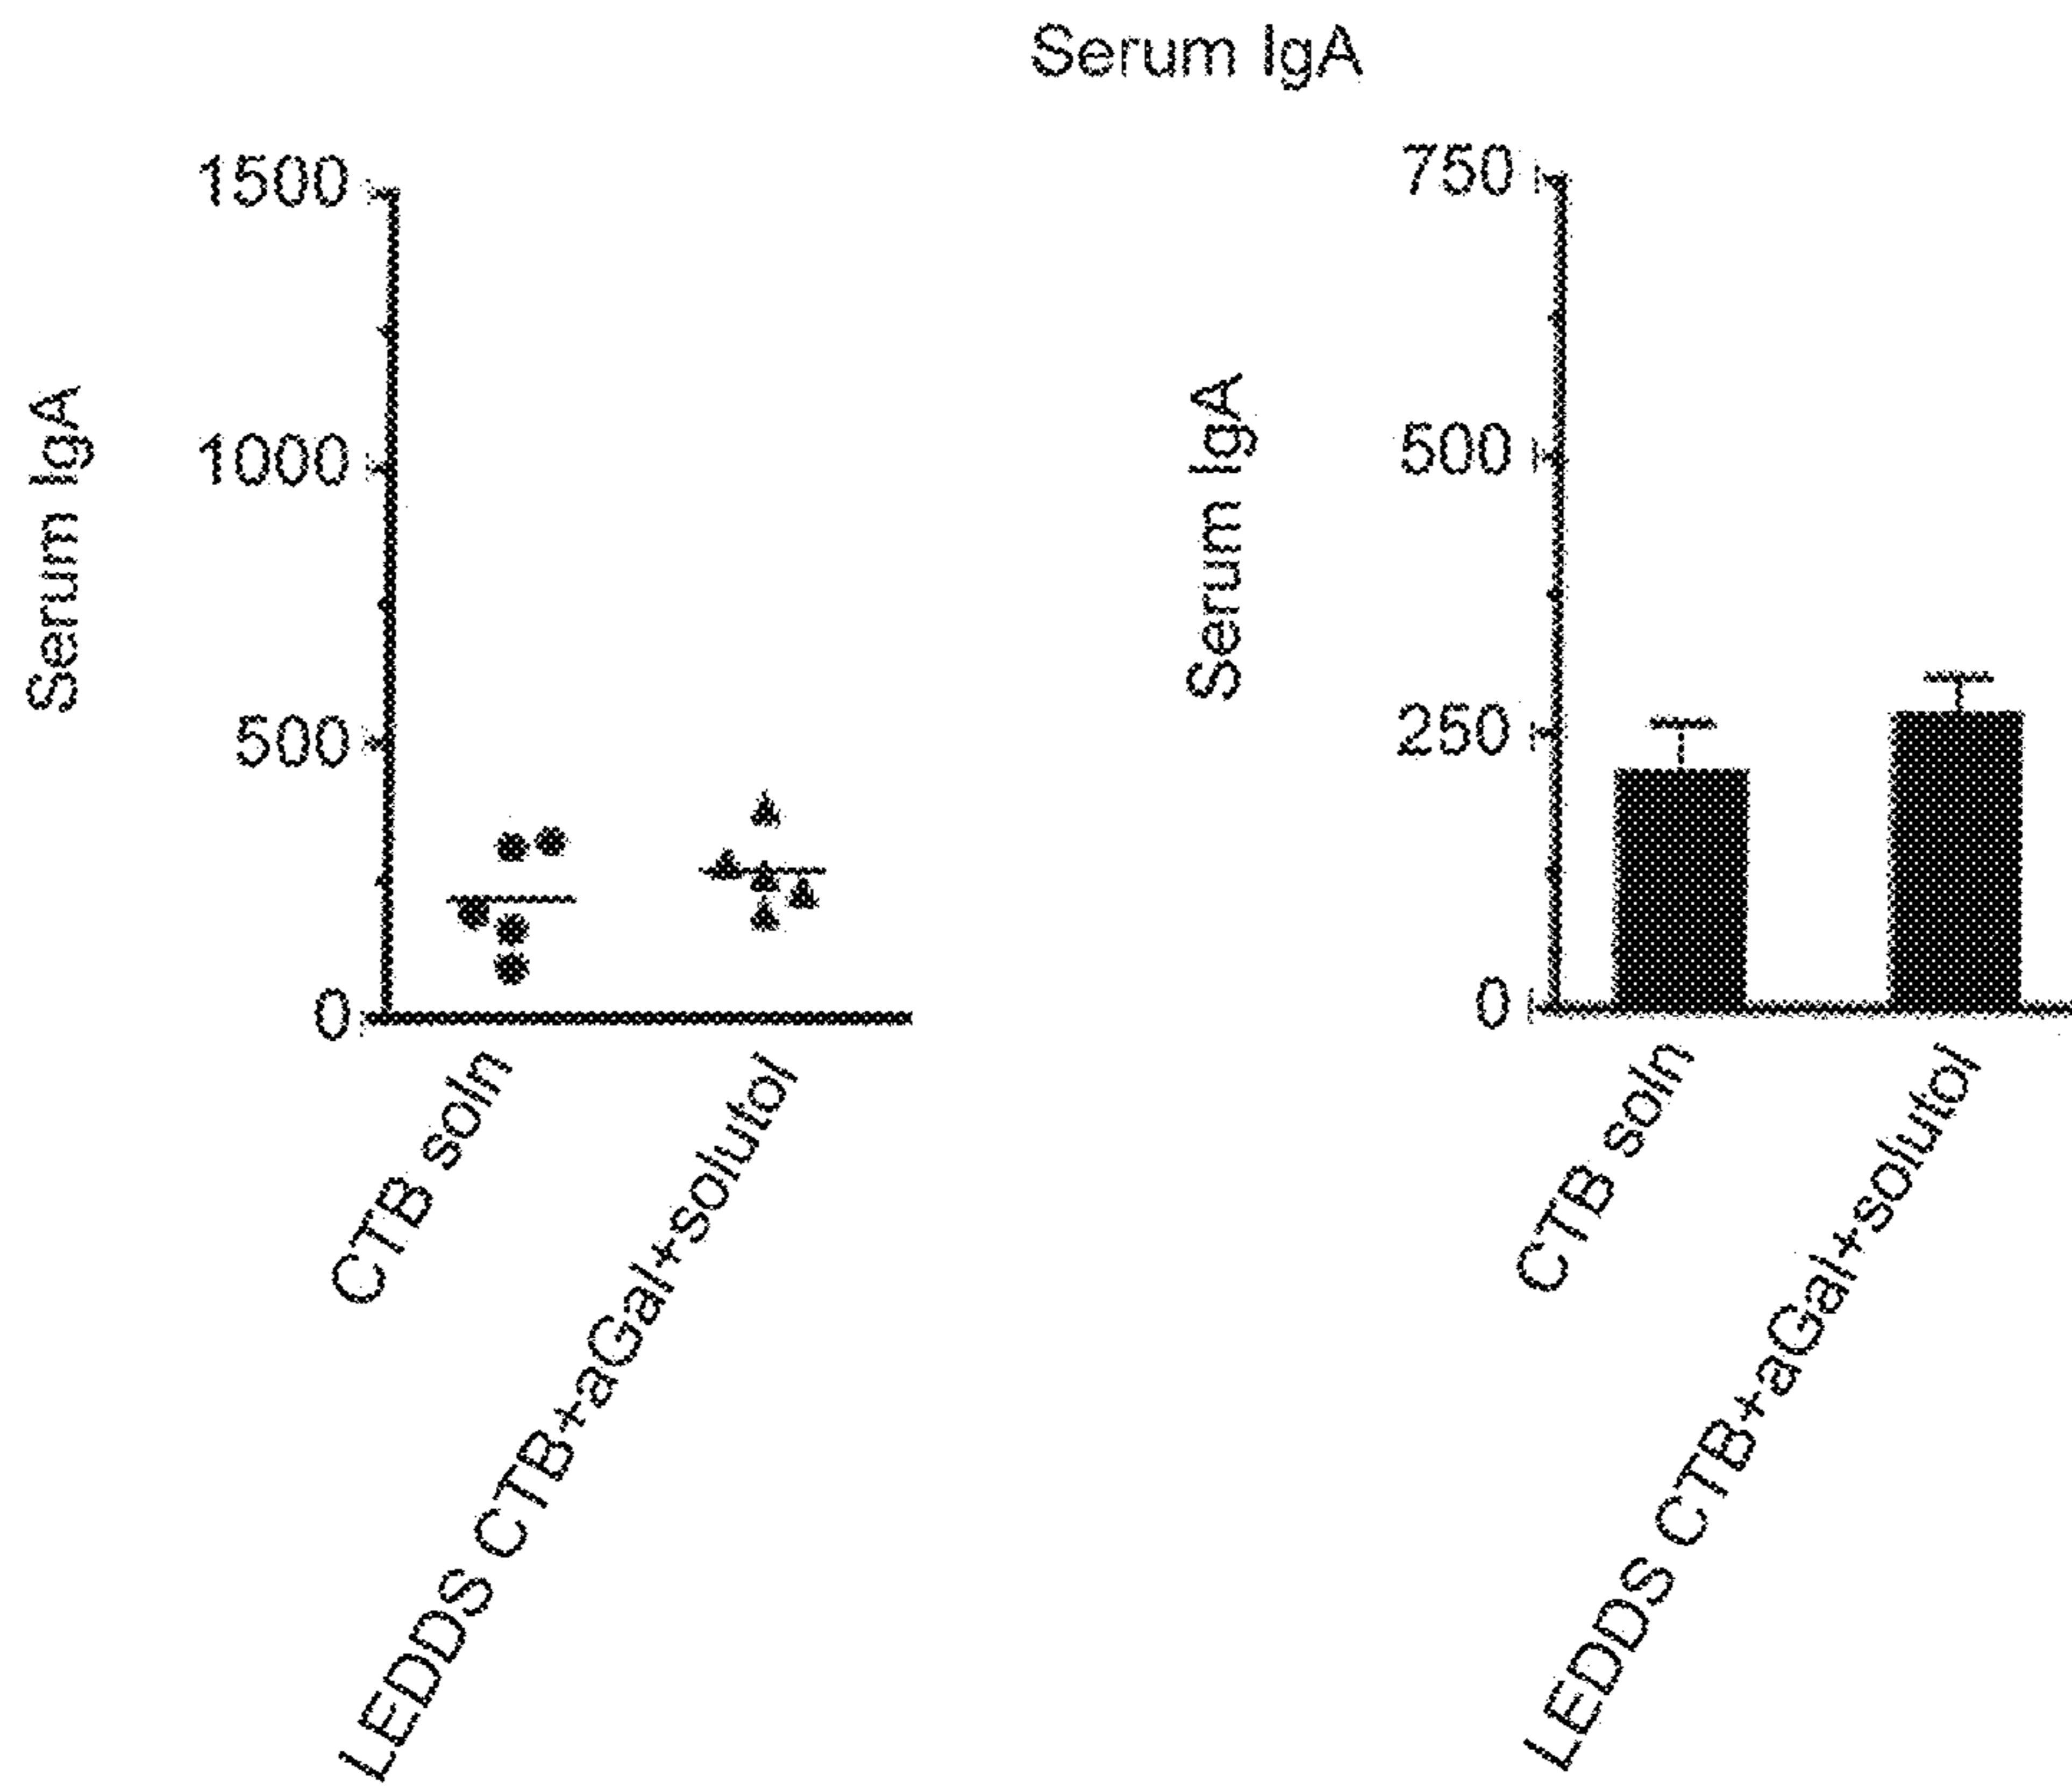 Serum IgA
Serum IgA
1500
1000
500
0
CTB soln
LEDDS CTB+aGal+solutol
Serum IgA
750
500
250
0
CTB soln
LEDDS CTB+aGal+solutol